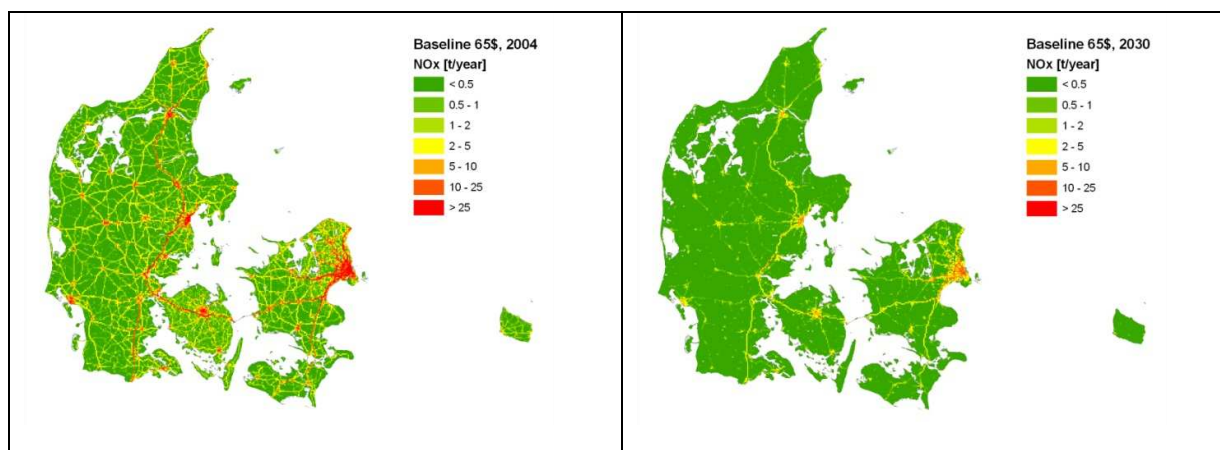 Baseline 65$, 2004
NOx [t/year]
< 0.5
0.5 - 1
1 - 2
2 - 5
5 - 10
10 - 25
> 25
Baseline 65$, 2030
NOx [t/year]
< 0.5
0.5 - 1
1 - 2
2 - 5
5 - 10
10 - 25
> 25